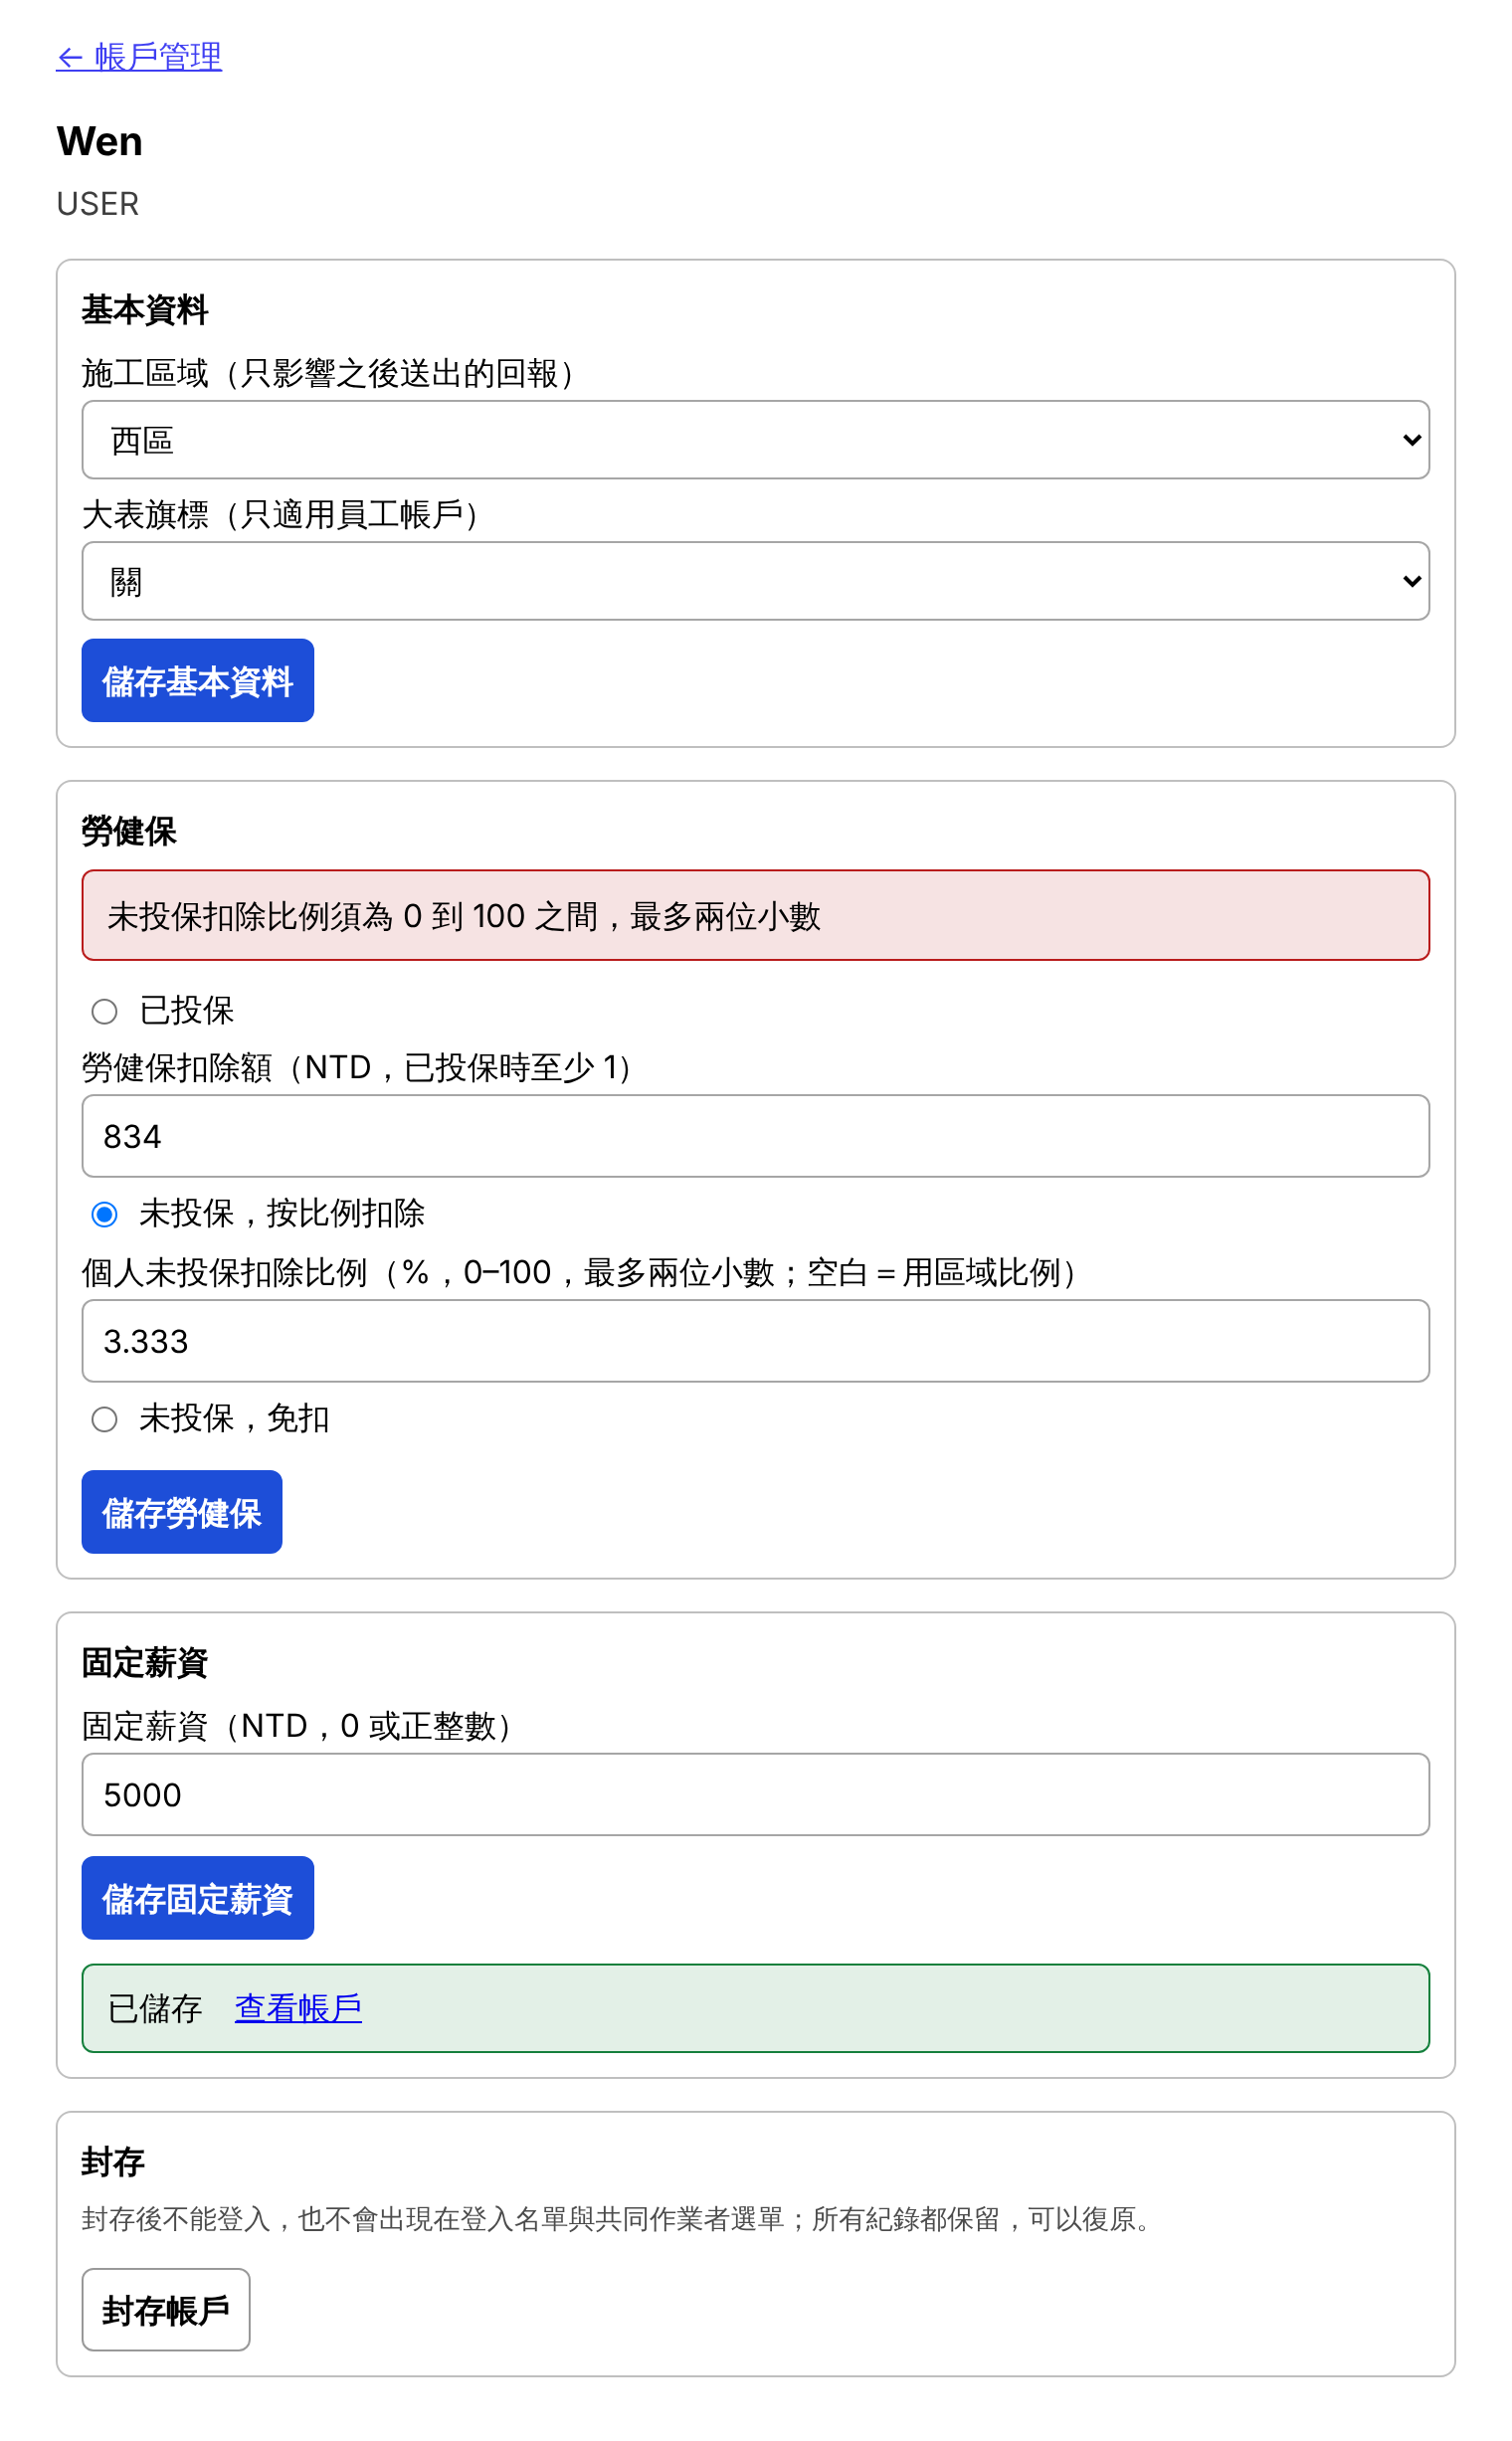 ← 帳戶管理
Wen
USER
基本資料
施工區域（只影響之後送出的回報）
西區
大表旗標（只適用員工帳戶）
關
儲存基本資料
勞健保
未投保扣除比例須為 0 到 100 之間，最多兩位小數
已投保
勞健保扣除額（NTD，已投保時至少 1）
834
未投保，按比例扣除
個人未投保扣除比例（%，0–100，最多兩位小數；空白＝用區域比例）
3.333
未投保，免扣
儲存勞健保
固定薪資
固定薪資（NTD，0 或正整數）
5000
儲存固定薪資
已儲存 查看帳戶
封存
封存後不能登入，也不會出現在登入名單與共同作業者選單；所有紀錄都保留，可以復原。
封存帳戶